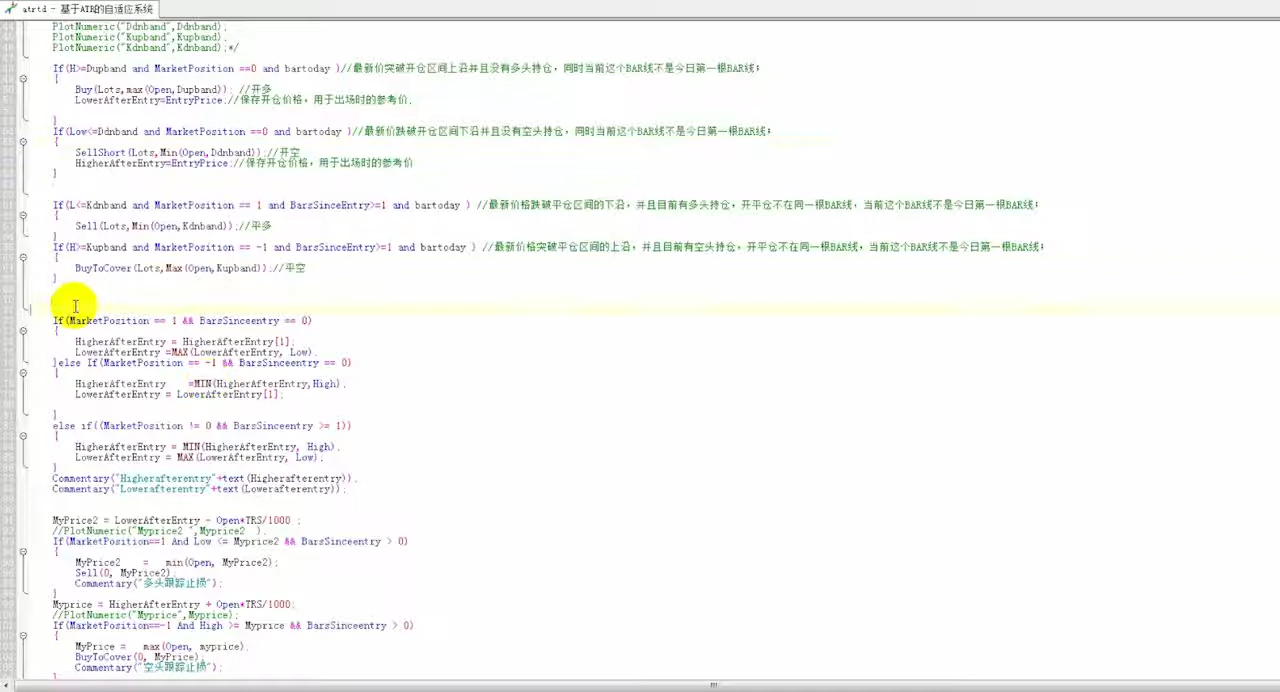 atrtd - 基于ATR的自适应系统
PlotNumeric("Ddnband",Ddnband);
PlotNumeric("Kupband",Kupband);
PlotNumeric("Kdnband",Kdnband);*/
If(H>=Dupband and MarketPosition ==0 and bartoday )//最新价突破开仓区间上沿并且没有多头持仓，同时当前这个BAR线不是今日第一根BAR线；
{
Buy(Lots,max(Open,Dupband)); //开多
LowerAfterEntry=EntryPrice;//保存开仓价格，用于出场时的参考价.
}
If(Low<=Ddnband and MarketPosition ==0 and bartoday )//最新价跌破开仓区间下沿并且没有空头持仓，同时当前这个BAR线不是今日第一根BAR线；
{
SellShort(Lots,Min(Open,Ddnband));//开空
HigherAfterEntry=EntryPrice;//保存开仓价格，用于出场时的参考价
}
If(L<=Kdnband and MarketPosition == 1 and BarsSinceEntry>=1 and bartoday ) //最新价格跌破平仓区间的下沿，并且目前有多头持仓，开平仓不在同一根BAR线，当前这个BAR线不是今日第一根BAR线；
{
Sell(Lots,Min(Open,Kdnband));//平多
}
If(H>=Kupband and MarketPosition == -1 and BarsSinceEntry>=1 and bartoday ) //最新价格突破平仓区间的上沿，并且目前有空头持仓，开平仓不在同一根BAR线，当前这个BAR线不是今日第一根BAR线；
{
BuyToCover(Lots,Max(Open,Kupband));//平空
}
If(MarketPosition == 1 && BarsSinceentry == 0)
{
HigherAfterEntry = HigherAfterEntry[1];
LowerAfterEntry =MAX(LowerAfterEntry, Low);
}else If(MarketPosition == -1 && BarsSinceentry == 0)
{
HigherAfterEntry =MIN(HigherAfterEntry,High);
LowerAfterEntry = LowerAfterEntry[1];
}
else if((MarketPosition != 0 && BarsSinceentry >= 1))
{
HigherAfterEntry = MIN(HigherAfterEntry, High);
LowerAfterEntry = MAX(LowerAfterEntry, Low);
}
Commentary("Higherafterentry"+text(Higherafterentry));
Commentary("Lowerafterentry"+text(Lowerafterentry));
MyPrice2 = LowerAfterEntry - Open*TRS/1000 ;
//PlotNumeric("Myprice2 ",Myprice2 );
If(MarketPosition==1 And Low <= Myprice2 && BarsSinceentry > 0)
{
MyPrice2 = min(Open, MyPrice2);
Sell(0, MyPrice2);
Commentary("多头跟踪止损");
}
Myprice = HigherAfterEntry + Open*TRS/1000;
//PlotNumeric("Myprice",Myprice);
If(MarketPosition==-1 And High >= Myprice && BarsSinceentry > 0)
{
MyPrice = max(Open, myprice);
BuyToCover(0, MyPrice);
Commentary("空头跟踪止损");
}